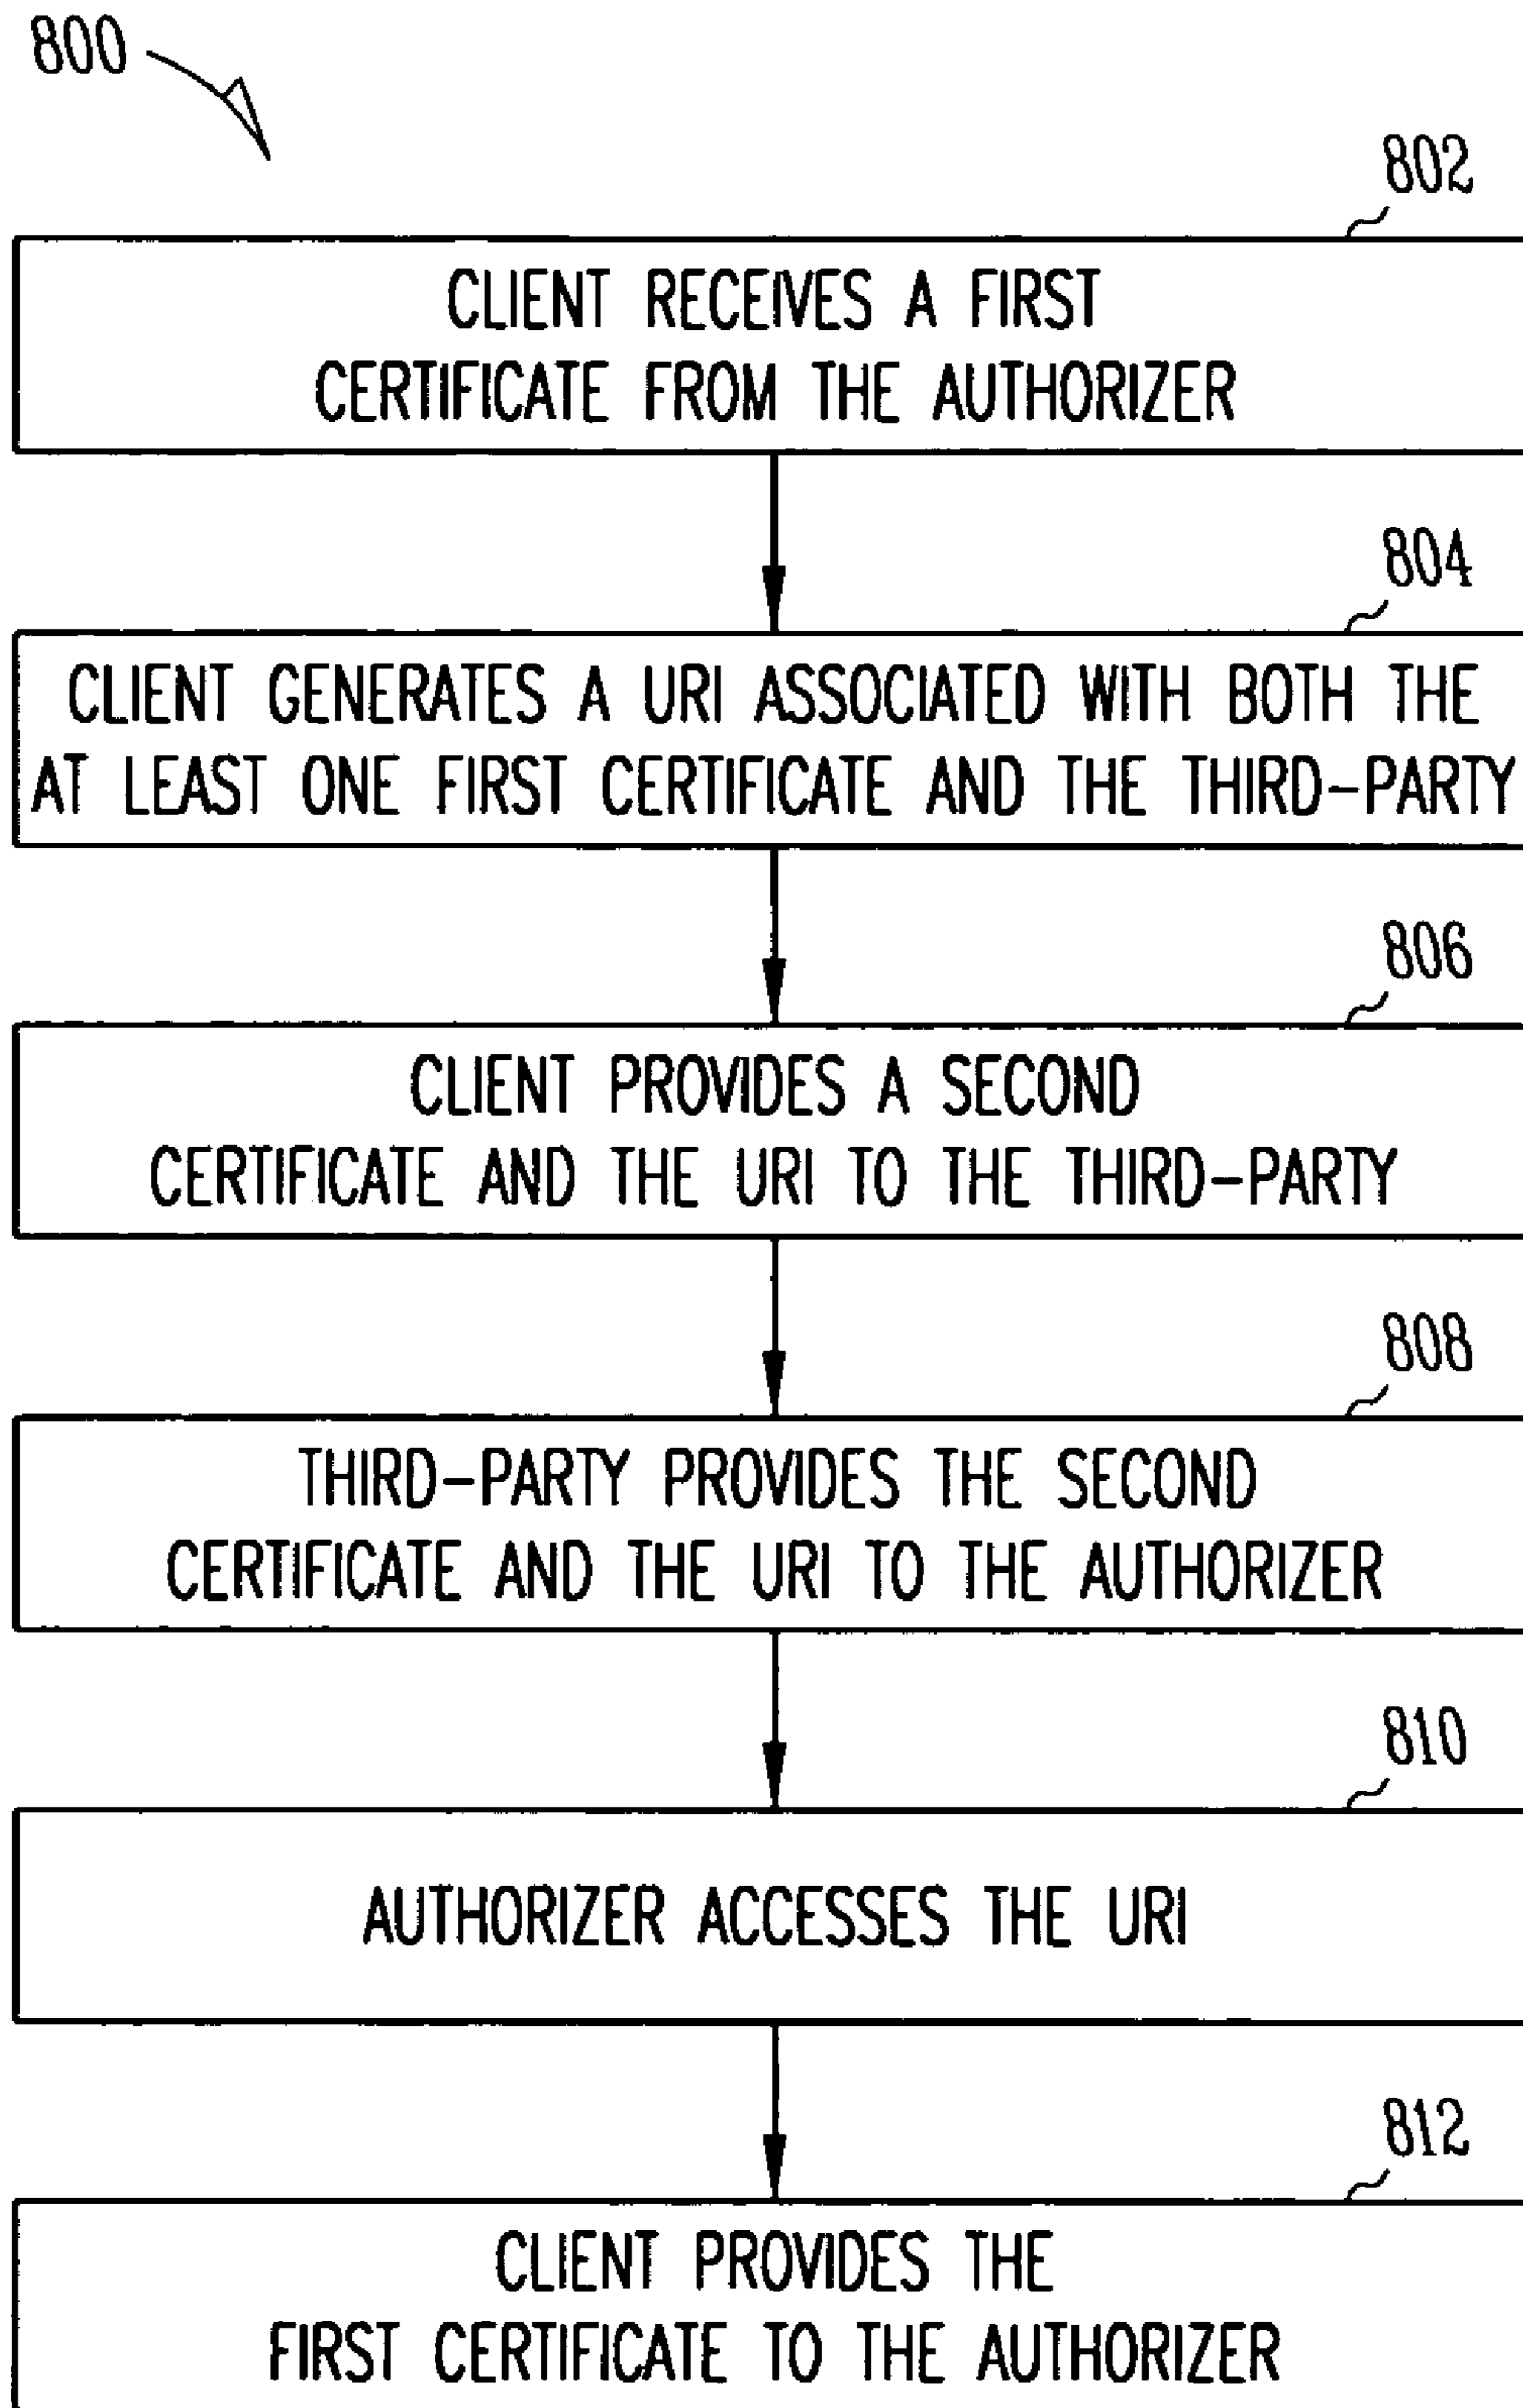 800
802
CLIENT RECEIVES A FIRST
CERTIFICATE FROM THE AUTHORIZER
804
CLIENT GENERATES A URI ASSOCIATED WITH BOTH THE
AT LEAST ONE FIRST CERTIFICATE AND THE THIRD-PARTY
806
CLIENT PROVIDES A SECOND
CERTIFICATE AND THE URI TO THE THIRD-PARTY
808
THIRD-PARTY PROVIDES THE SECOND
CERTIFICATE AND THE URI TO THE AUTHORIZER
810
AUTHORIZER ACCESSES THE URI
812
CLIENT PROVIDES THE
FIRST CERTIFICATE TO THE AUTHORIZER